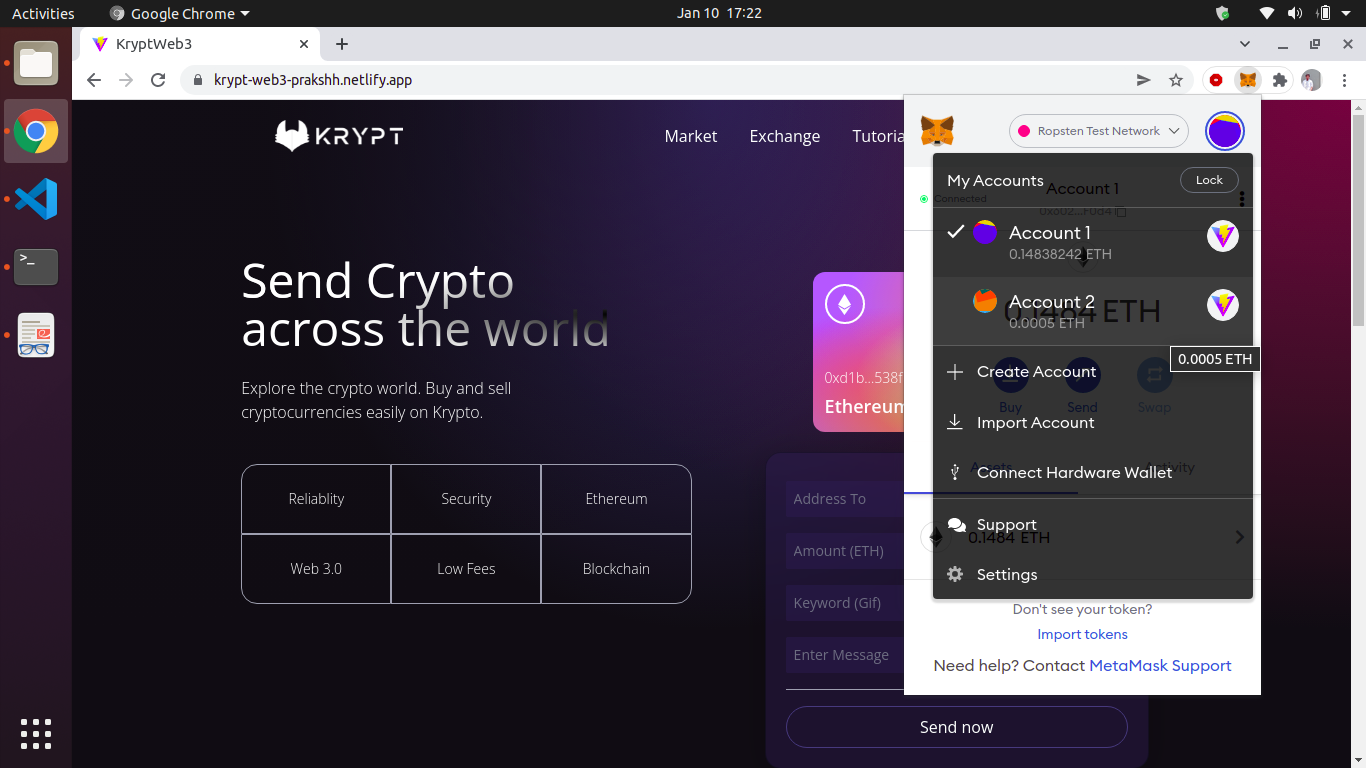 Activities
Google Chrome
Jan 10 17:22
KryptWeb3
krypt-web3-prakshh.netlify.app
KRYPT
Market
Exchange
Tutoria
Send Crypto
across the world
Explore the crypto world. Buy and sell
cryptocurrencies easily on Krypto.
Reliablity
Security
Ethereum
Web 3.0
Low Fees
Blockchain
0xd1b...538f
Ethereum
Address To
Amount (ETH)
Keyword (Gif)
Enter Message
Send now
Ropsten Test Network
My Accounts
Lock
Connected
Account 1
Account 1
0.14838242 ETH
Account 2
0.0005 ETH
0.1484 ETH
0.0005 ETH
Create Account
Buy
Send
Swap
Import Account
Assets
Activity
Connect Hardware Wallet
Support
0.1484 ETH
Settings
Don't see your token?
Import tokens
Need help? Contact MetaMask Support
>_